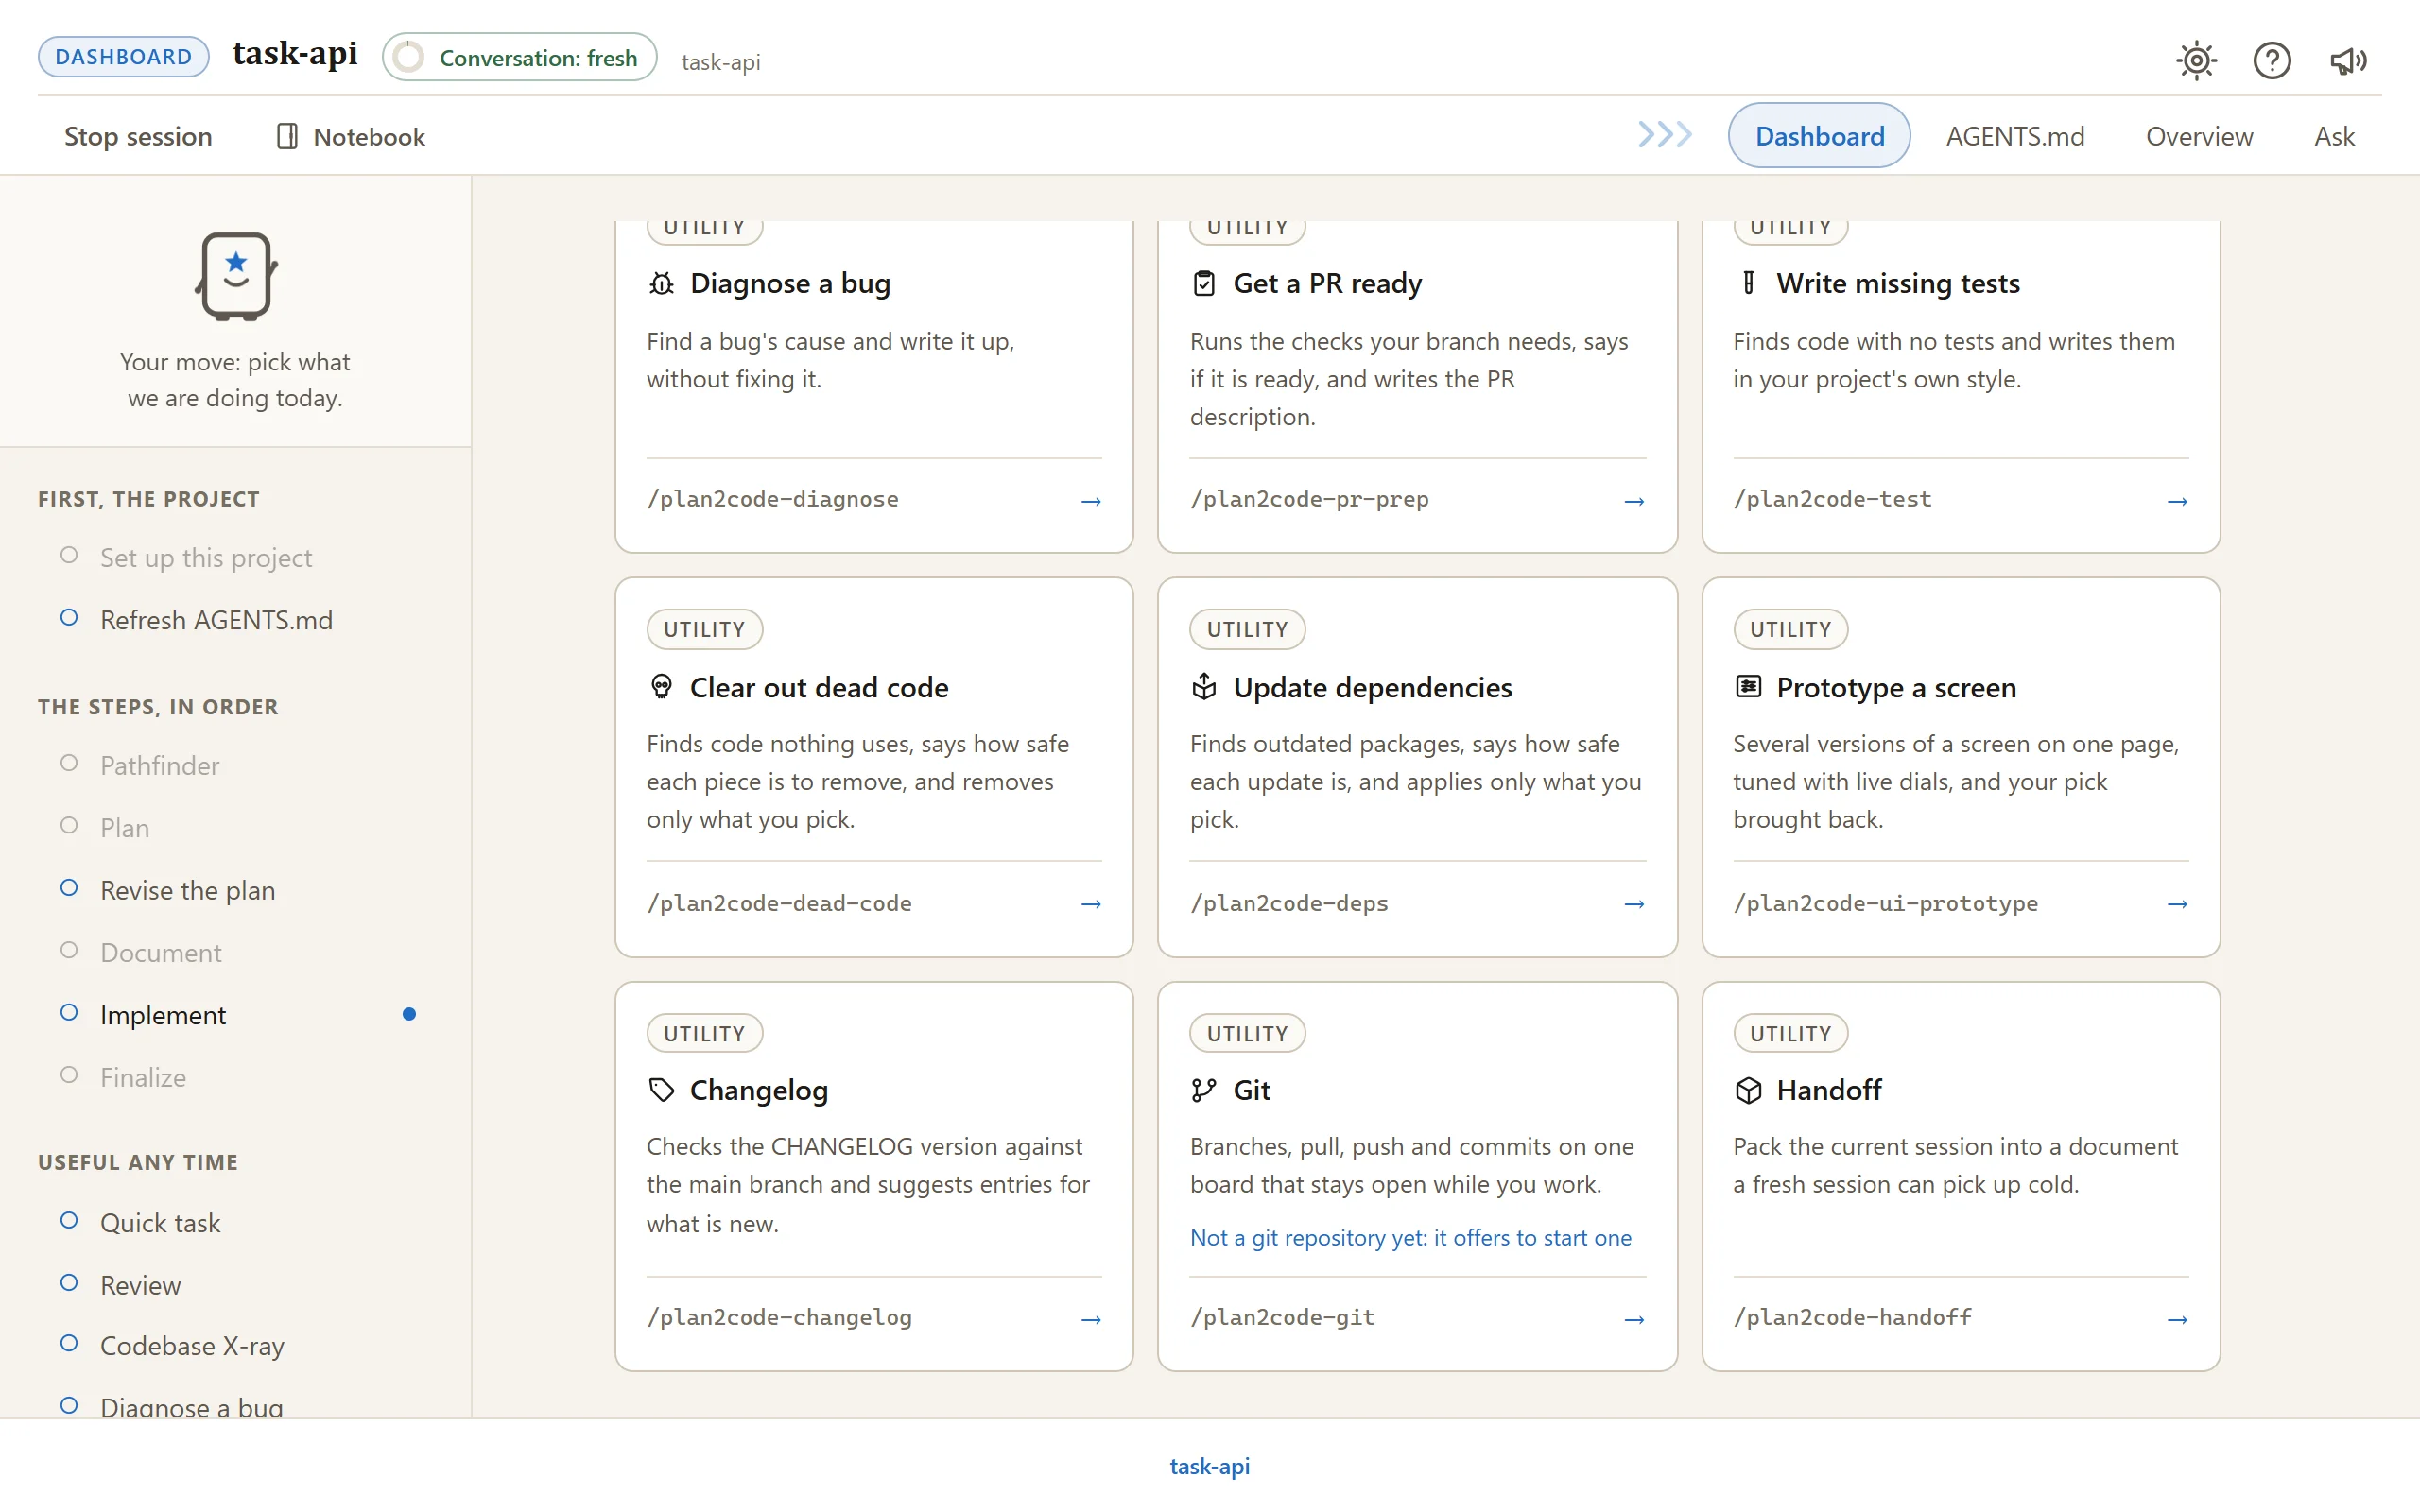 DASHBOARD
task-api
Conversation: fresh
task-api
Stop session
Notebook
Dashboard
AGENTS.md
Overview
Ask
Your move: pick what
we are doing today.
FIRST, THE PROJECT
Set up this project
Refresh AGENTS.md
THE STEPS, IN ORDER
Pathfinder
Plan
Revise the plan
Document
Implement
Finalize
USEFUL ANY TIME
Quick task
Review
Codebase X-ray
Diagnose a bug
UTILITY
Diagnose a bug
Find a bug's cause and write it up,
without fixing it.
/plan2code-diagnose
→
UTILITY
Get a PR ready
Runs the checks your branch needs, says
if it is ready, and writes the PR
description.
/plan2code-pr-prep
→
UTILITY
Write missing tests
Finds code with no tests and writes them
in your project's own style.
/plan2code-test
→
UTILITY
Clear out dead code
Finds code nothing uses, says how safe
each piece is to remove, and removes
only what you pick.
/plan2code-dead-code
→
UTILITY
Update dependencies
Finds outdated packages, says how safe
each update is, and applies only what you
pick.
/plan2code-deps
→
UTILITY
Prototype a screen
Several versions of a screen on one page,
tuned with live dials, and your pick
brought back.
/plan2code-ui-prototype
→
UTILITY
Changelog
Checks the CHANGELOG version against
the main branch and suggests entries for
what is new.
/plan2code-changelog
→
UTILITY
Git
Branches, pull, push and commits on one
board that stays open while you work.
Not a git repository yet: it offers to start one
/plan2code-git
→
UTILITY
Handoff
Pack the current session into a document
a fresh session can pick up cold.
/plan2code-handoff
→
task-api